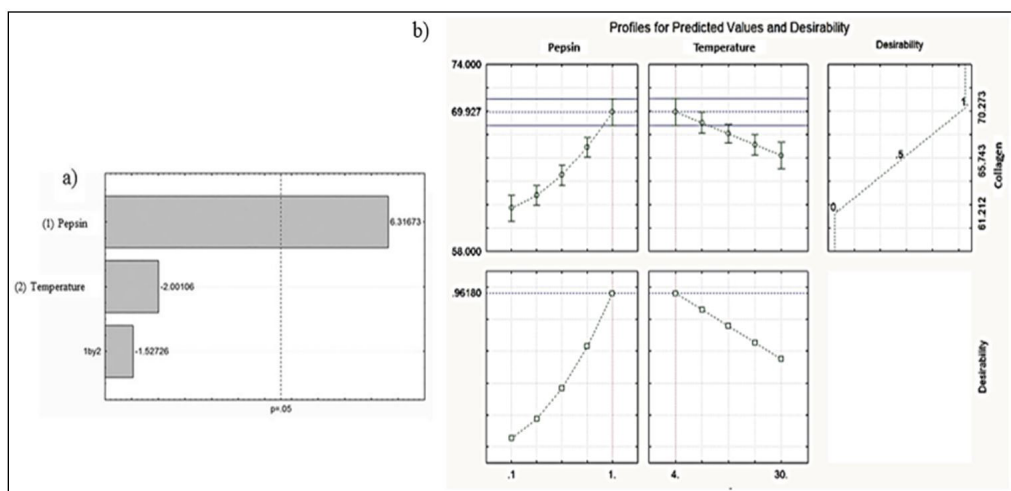 a)
(1) Pepsin
6.31673
(2) Temperature
-2.00106
1by2
-1.52726
p=.05
b)
Profiles for Predicted Values and Desirability
Pepsin
Temperature
Desirability
74.000
69.927
58.000
1.
.5
0.
70.273
65.743
61.212
Collagen
.96180
Desirability
.1
1.
4.
30.